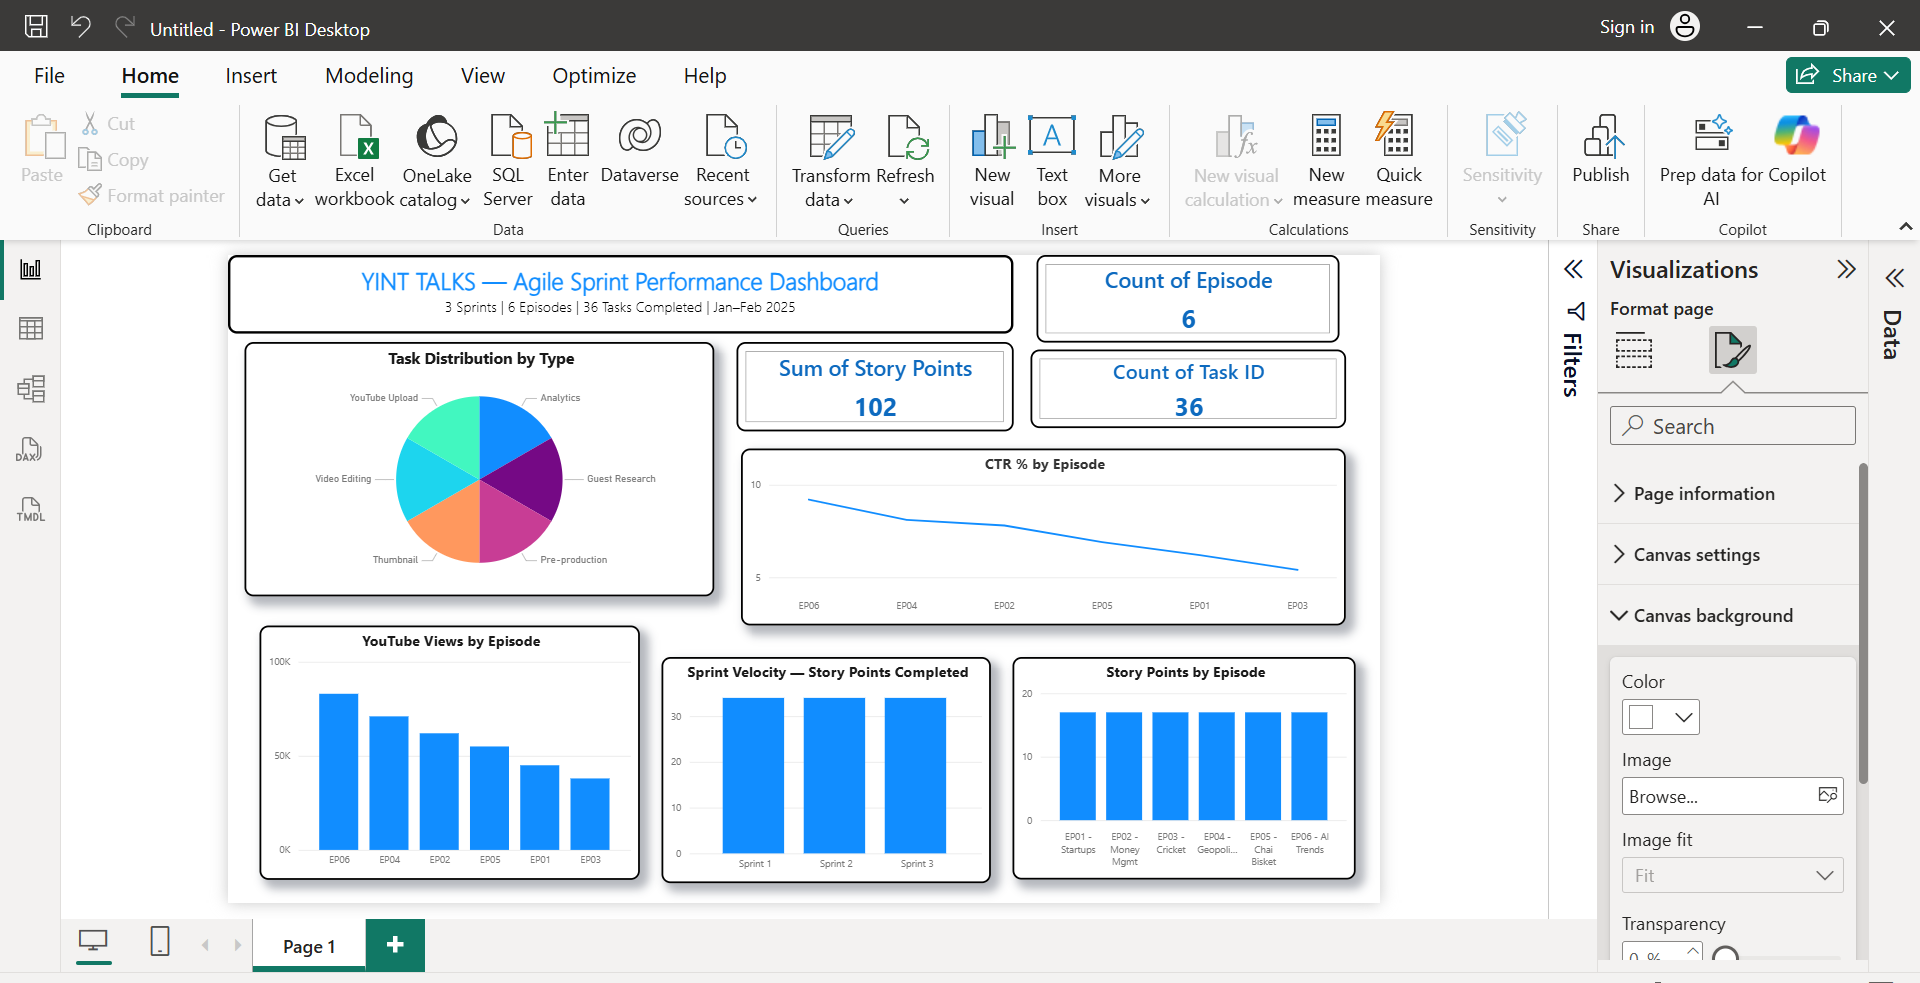 Untitled - Power BI Desktop
Sign in
File
Home
Insert
Modeling
View
Optimize
Help
Share
Paste
Cut
Copy
Format painter
Clipboard
Get
data
Excel
workbook
OneLake
catalog
SQL
Server
Enter
data
Dataverse
Recent
sources
Data
Transform
data
Refresh
Queries
New
visual
Text
box
More
visuals
Insert
New visual
calculation
New
measure
Quick
measure
Calculations
Sensitivity
Sensitivity
Publish
Share
Prep data for
AI
Copilot
Copilot
DAX
TMDL
YINT TALKS — Agile Sprint Performance Dashboard
3 Sprints | 6 Episodes | 36 Tasks Completed | Jan–Feb 2025
Count of Episode
6
Sum of Story Points
102
Count of Task ID
36
Task Distribution by Type
YouTube Upload
Analytics
Video Editing
Guest Research
Thumbnail
Pre-production
CTR % by Episode
10
5
EP06
EP04
EP02
EP05
EP01
EP03
YouTube Views by Episode
100K
50K
0K
EP06
EP04
EP02
EP05
EP01
EP03
Sprint Velocity — Story Points Completed
30
20
10
0
Sprint 1
Sprint 2
Sprint 3
Story Points by Episode
20
10
0
EP01 -
Startups
EP02 -
Money
Mgmt
EP03 -
Cricket
EP04 -
Geopoli...
EP05 -
Chai
Bisket
EP06 - AI
Trends
Page 1
Filters
Visualizations
Format page
Search
Page information
Canvas settings
Canvas background
Color
Image
Browse...
Image fit
Fit
Transparency
0 %
Data